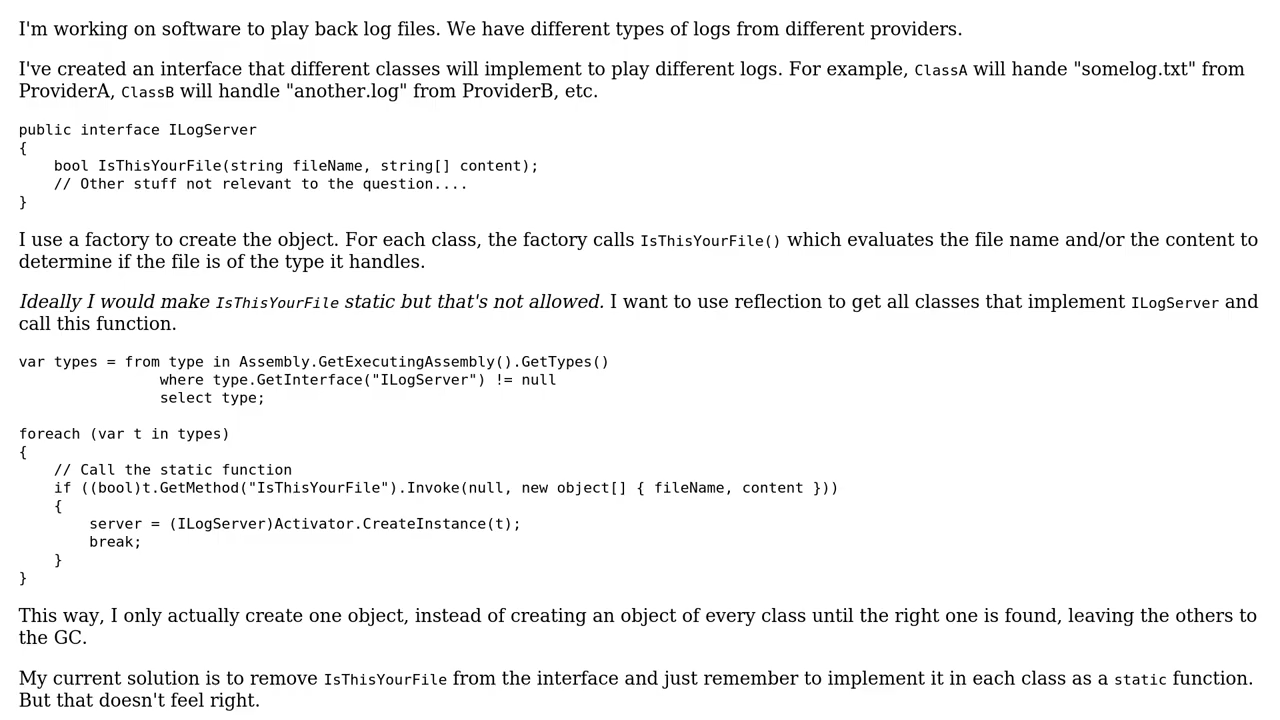 I'm working on software to play back log files. We have different types of logs from different providers.
I've created an interface that different classes will implement to play different logs. For example, ClassA will hande "somelog.txt" from
ProviderA, ClassB will handle "another.log" from ProviderB, etc.
public interface ILogServer
{
    bool IsThisYourFile(string fileName, string[] content);
    // Other stuff not relevant to the question....
}
I use a factory to create the object. For each class, the factory calls IsThisYourFile() which evaluates the file name and/or the content to
determine if the file is of the type it handles.
Ideally I would make IsThisYourFile static but that's not allowed. I want to use reflection to get all classes that implement ILogServer and
call this function.
var types = from type in Assembly.GetExecutingAssembly().GetTypes()
                where type.GetInterface("ILogServer") != null
                select type;
foreach (var t in types)
{
    // Call the static function
    if ((bool)t.GetMethod("IsThisYourFile").Invoke(null, new object[] { fileName, content }))
    {
        server = (ILogServer)Activator.CreateInstance(t);
        break;
    }
}
This way, I only actually create one object, instead of creating an object of every class until the right one is found, leaving the others to
the GC.
My current solution is to remove IsThisYourFile from the interface and just remember to implement it in each class as a static function.
But that doesn't feel right.